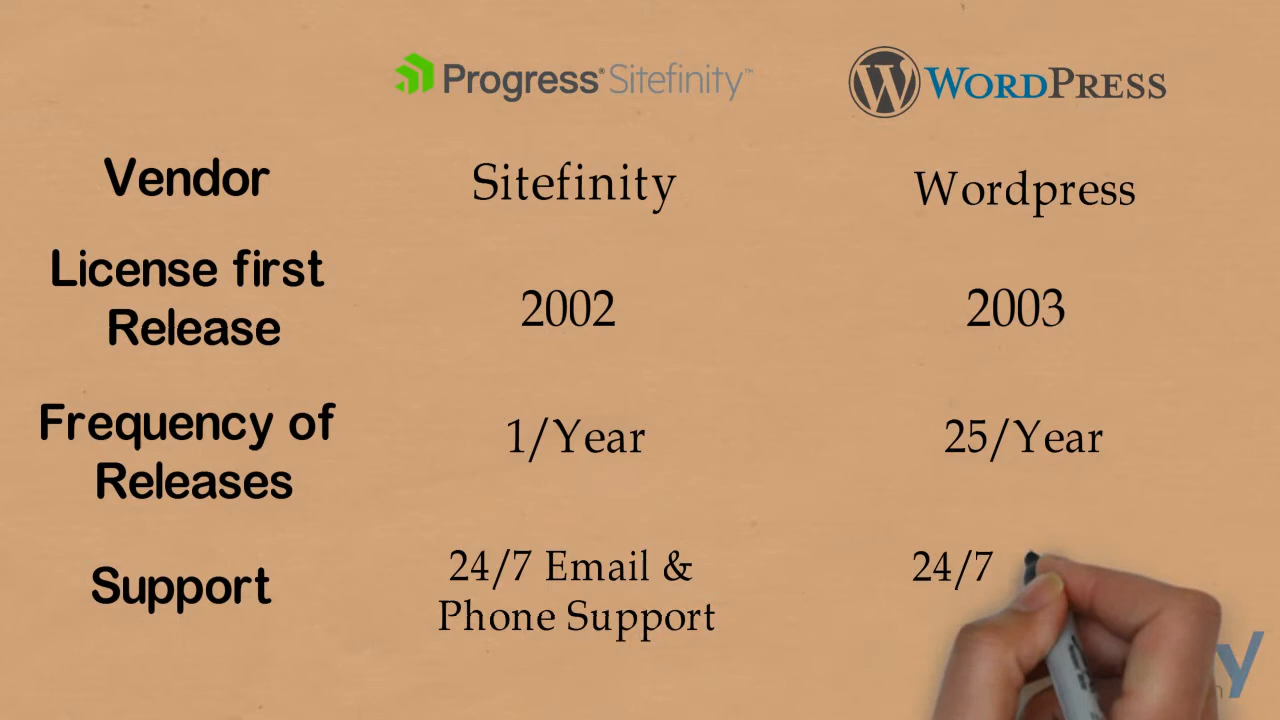 Progress® Sitefinity™
WORDPRESS
Vendor
Sitefinity
Wordpress
License first
Release
2002
2003
Frequency of
Releases
1/Year
25/Year
Support
24/7 Email &
Phone Support
24/7